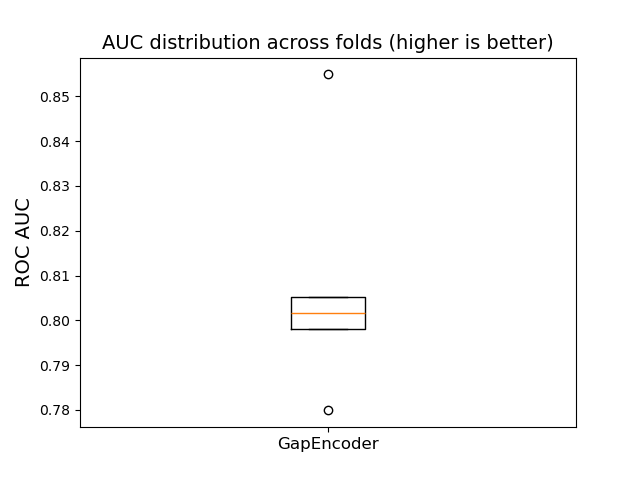 AUC distribution across folds (higher is better)
0.85
0.84
0.83
0.82
0.81
0.80
0.79
0.78
ROC AUC
GapEncoder